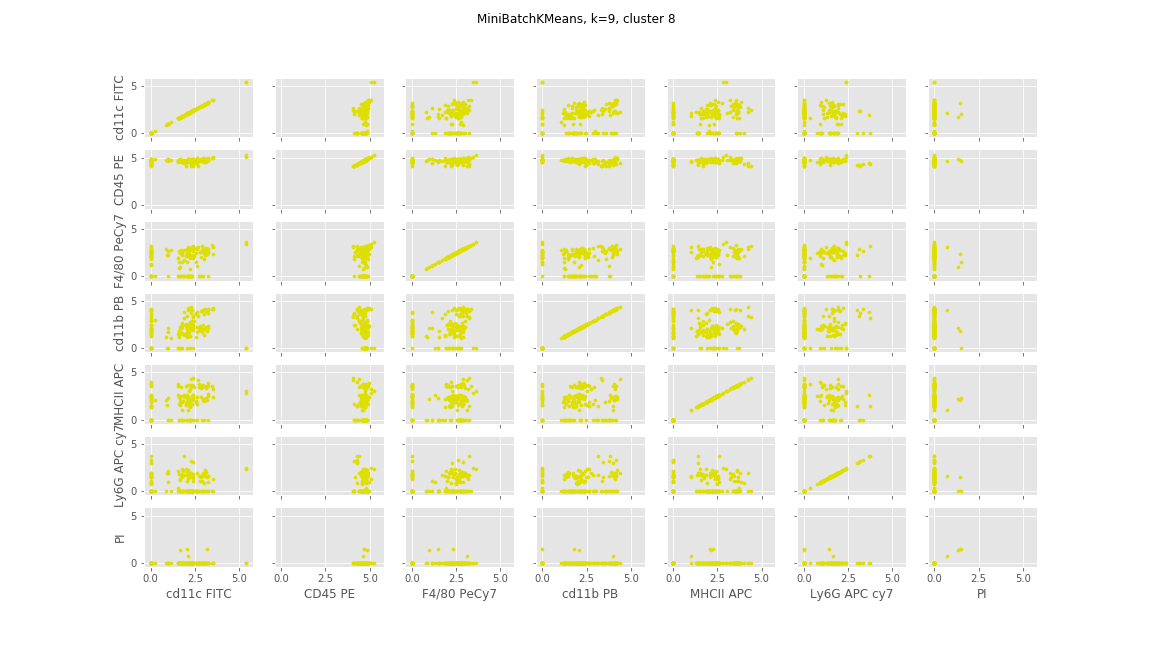 MiniBatchKMeans, k=9, cluster 8
cd11c FITC
5
0
CD45 PE
5
0
F4/80 PeCy7
5
0
cd11b PB
5
0
MHCII APC
5
0
Ly6G APC cy7
5
0
PI
5
0
0.0 2.5 5.0 0.0 2.5 5.0 0.0 2.5 5.0 0.0 2.5 5.0 0.0 2.5 5.0 0.0 2.5 5.0 0.0 2.5 5.0
cd11c FITC CD45 PE F4/80 PeCy7 cd11b PB MHCII APC Ly6G APC cy7 PI